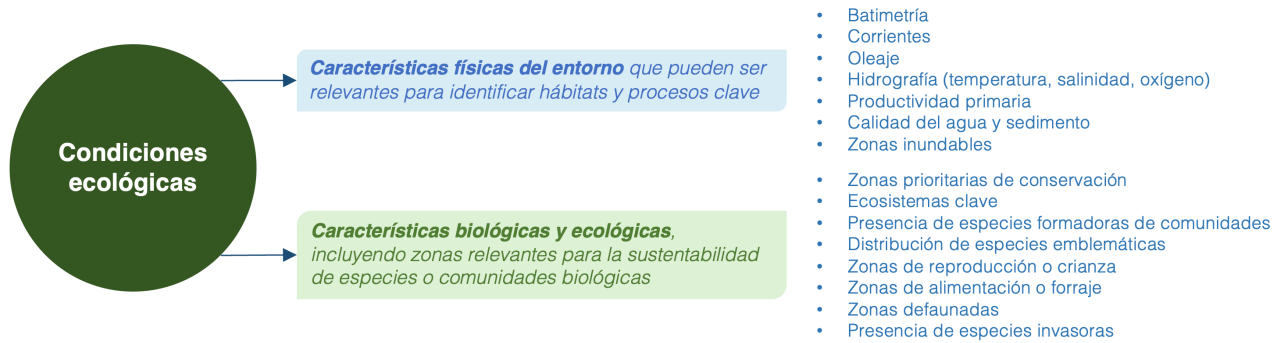 Condiciones
ecológicas
Características físicas del entorno que pueden ser
relevantes para identificar hábitats y procesos clave
• Batimetría
• Corrientes
• Oleaje
• Hidrografía (temperatura, salinidad, oxígeno)
• Productividad primaria
• Calidad del agua y sedimento
• Zonas inundables
Características biológicas y ecológicas,
incluyendo zonas relevantes para la sustentabilidad
de especies o comunidades biológicas
• Zonas prioritarias de conservación
• Ecosistemas clave
• Presencia de especies formadoras de comunidades
• Distribución de especies emblemáticas
• Zonas de reproducción o crianza
• Zonas de alimentación o forraje
• Zonas defaunadas
• Presencia de especies invasoras